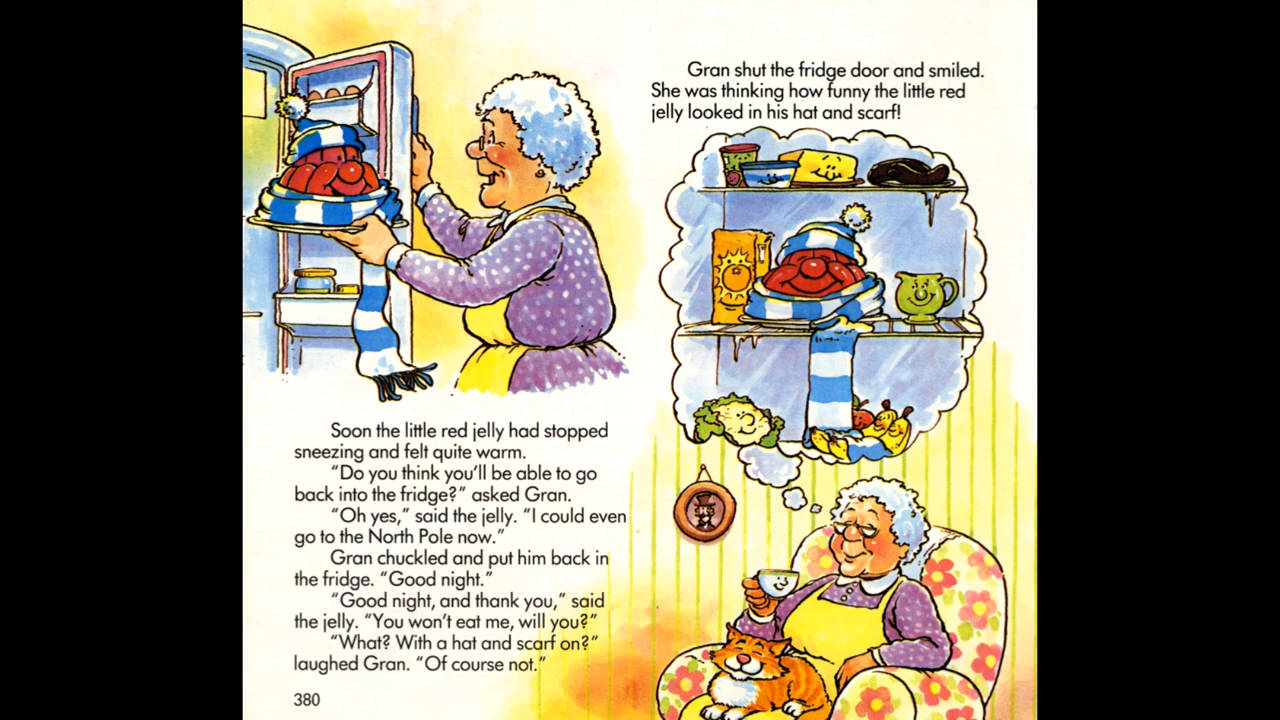 Soon the little red jelly had stopped
sneezing and felt quite warm.
“Do you think you’ll be able to go
back into the fridge?” asked Gran.
“Oh yes,” said the jelly. “I could even
go to the North Pole now.”
Gran chuckled and put him back in
the fridge. “Good night.”
“Good night, and thank you,” said
the jelly. “You won’t eat me, will you?”
“What? With a hat and scarf on?”
laughed Gran. “Of course not.”
380
Gran shut the fridge door and smiled.
She was thinking how funny the little red
jelly looked in his hat and scarf!